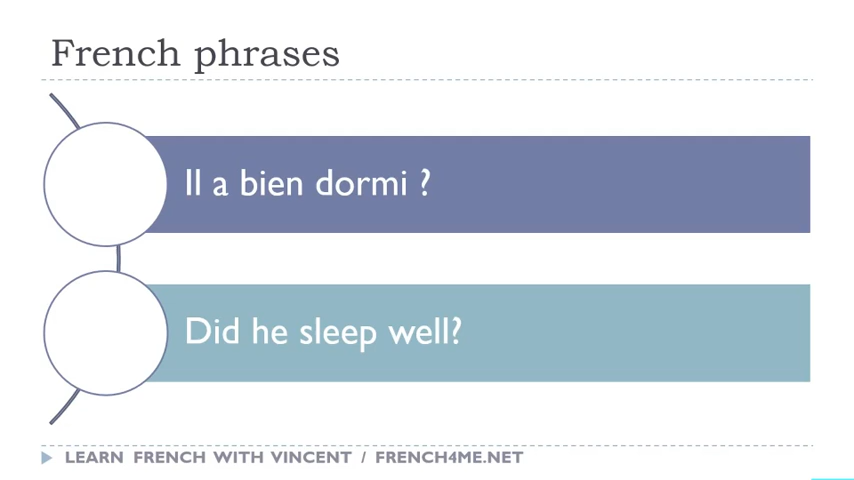 French phrases
Il a bien dormi ?
Did he sleep well?
LEARN FRENCH WITH VINCENT / FRENCH4ME.NET